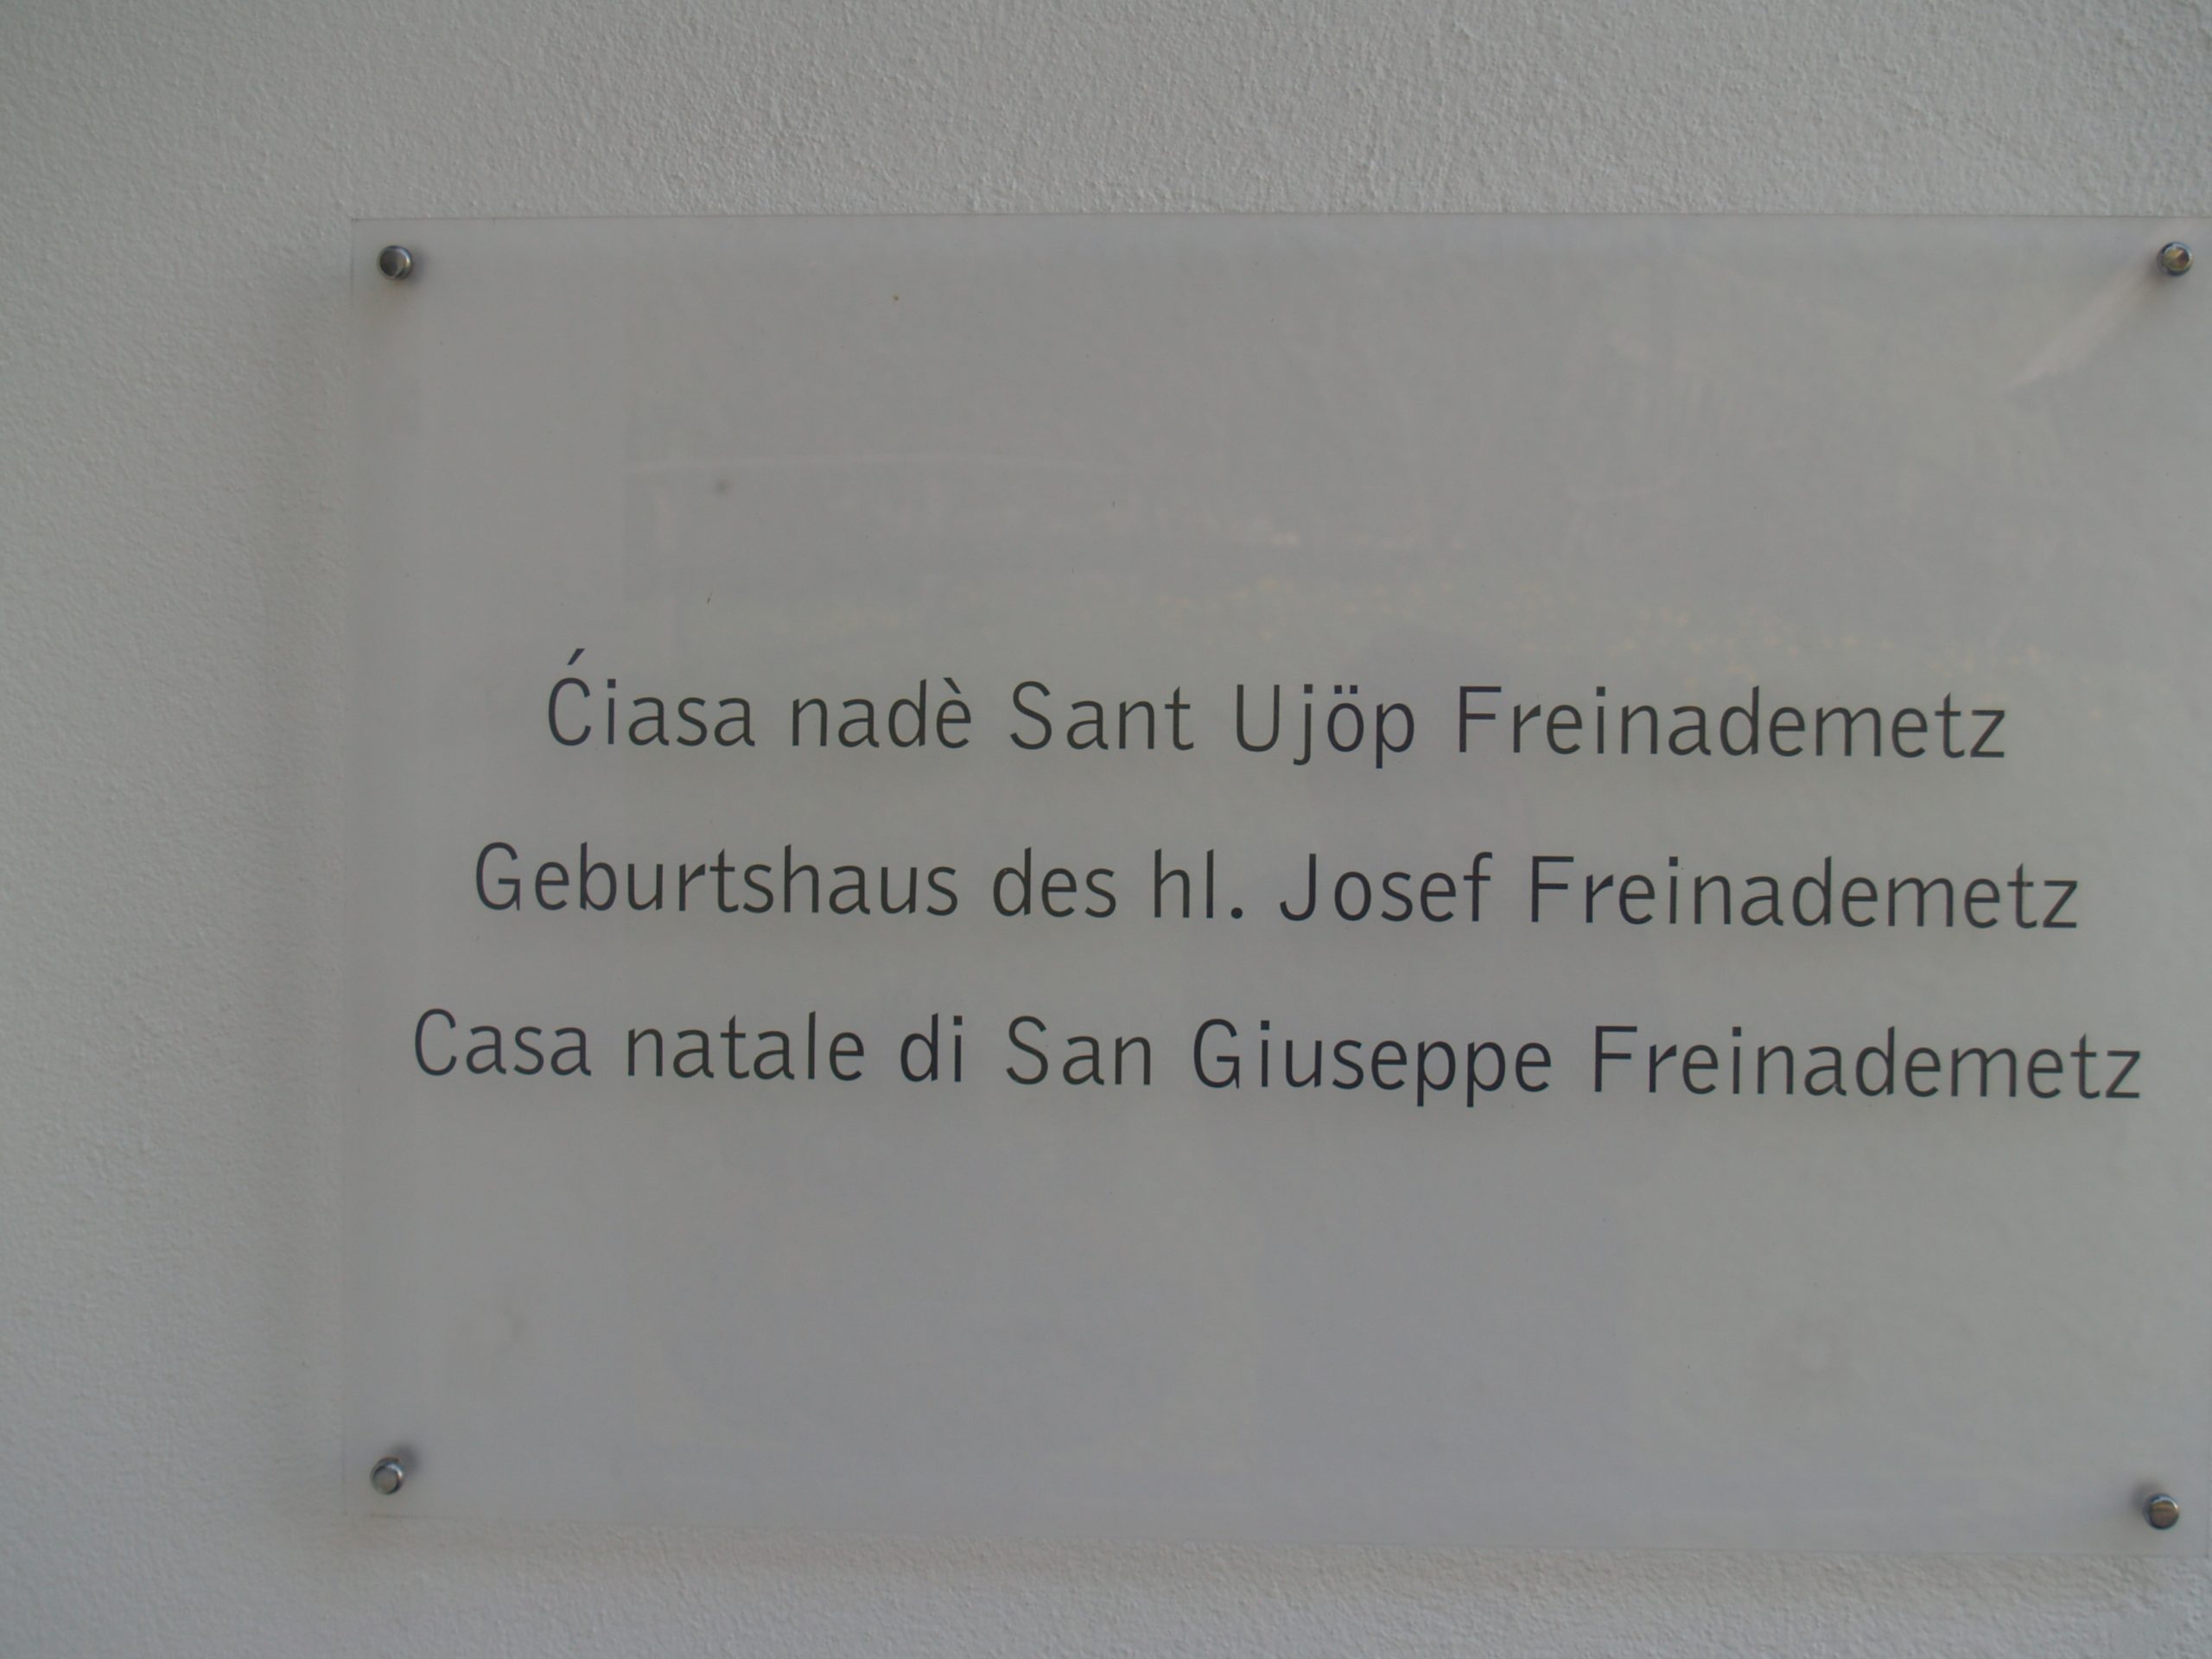 Ćiasa nadè Sant Ujöp Freinademetz
Geburtshaus des hl. Josef Freinademetz
Casa natale di San Giuseppe Freinademetz